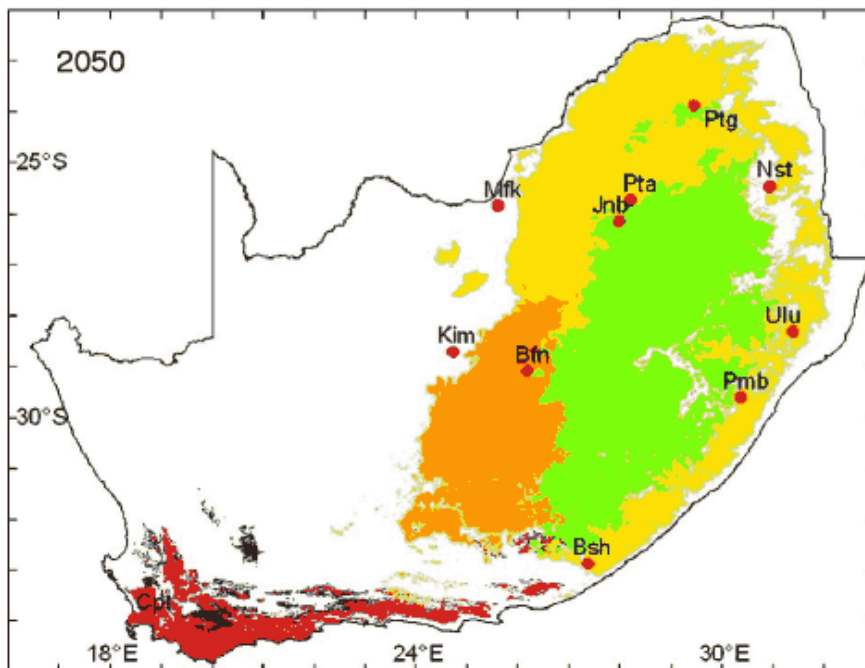 2050
Ptg
25°S
Nst
Mfk
Pta
Jnb
Ulu
Kim
Bfn
Pmb
30°S
Bsh
Cpt
18°E
24°E
30°E